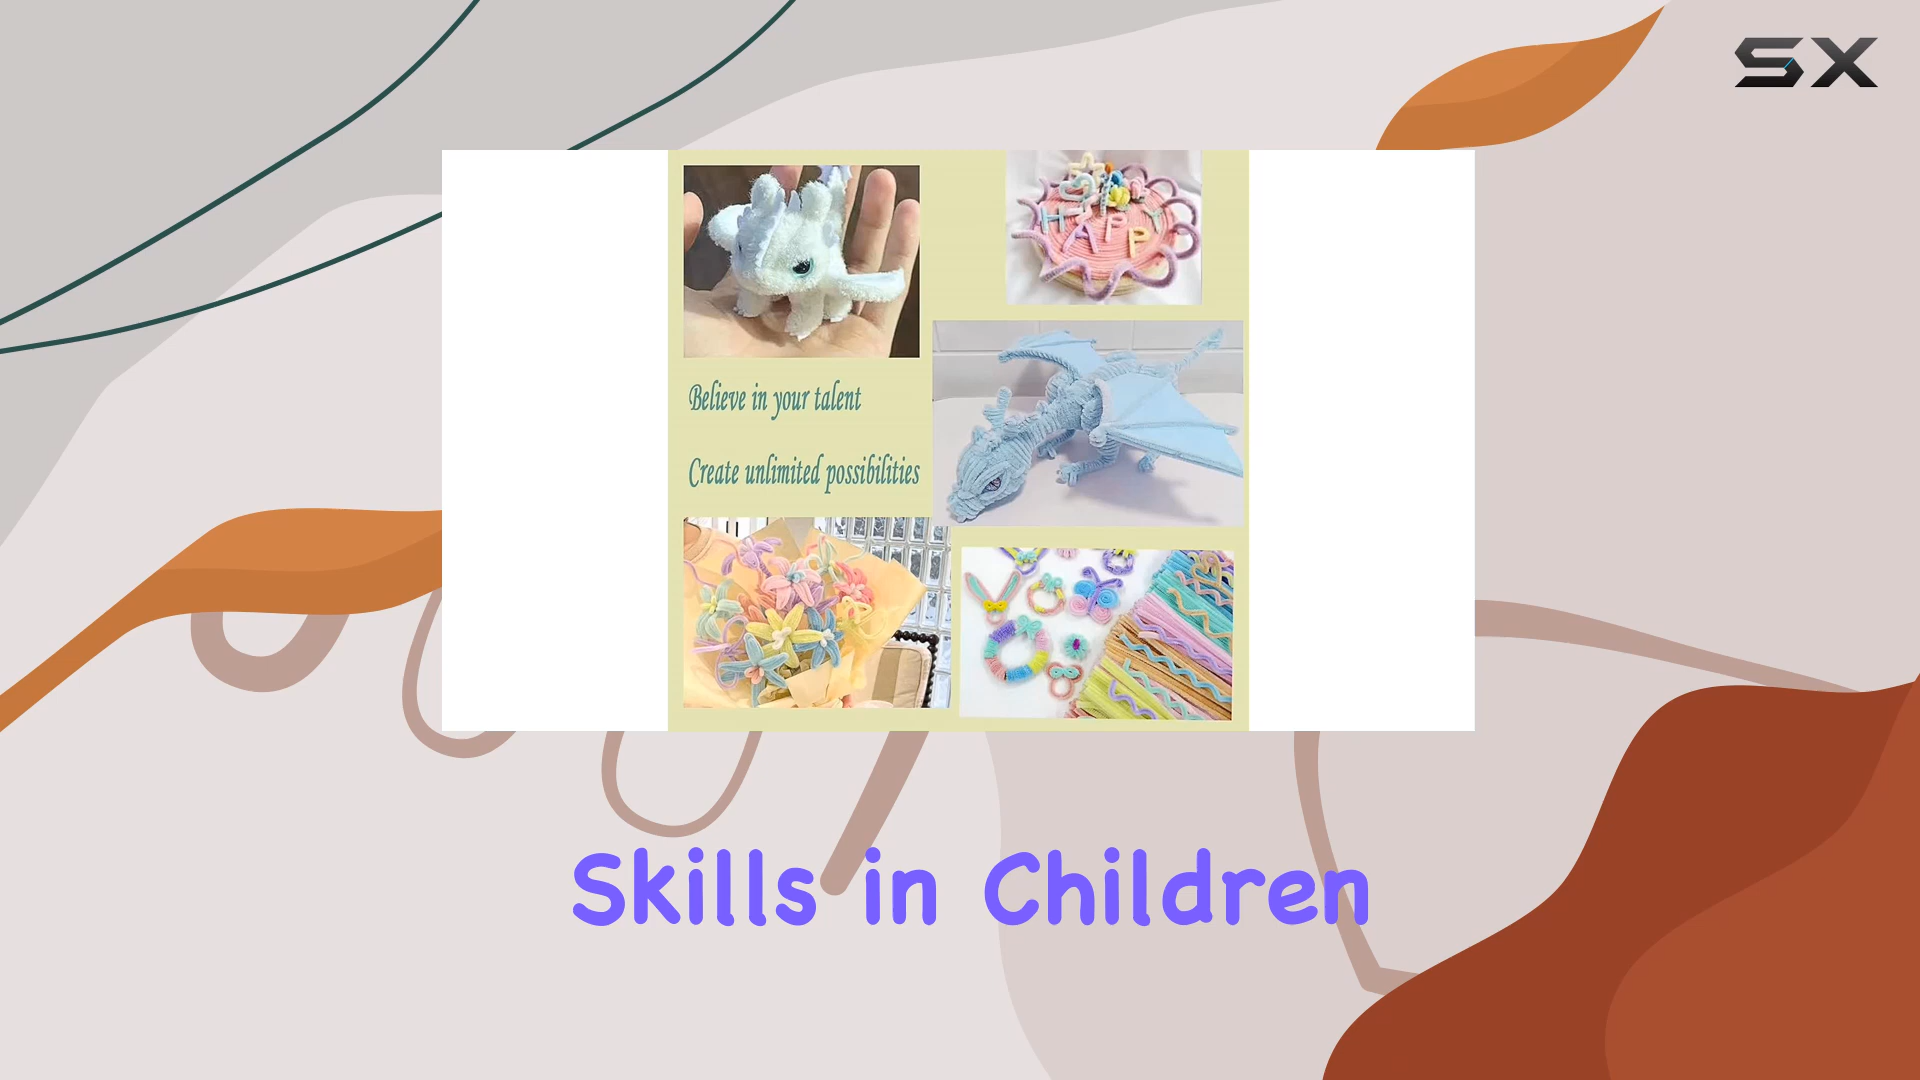 SX
HAPPY
Believe in your talent
Create unlimited possibilities
Skills in Children